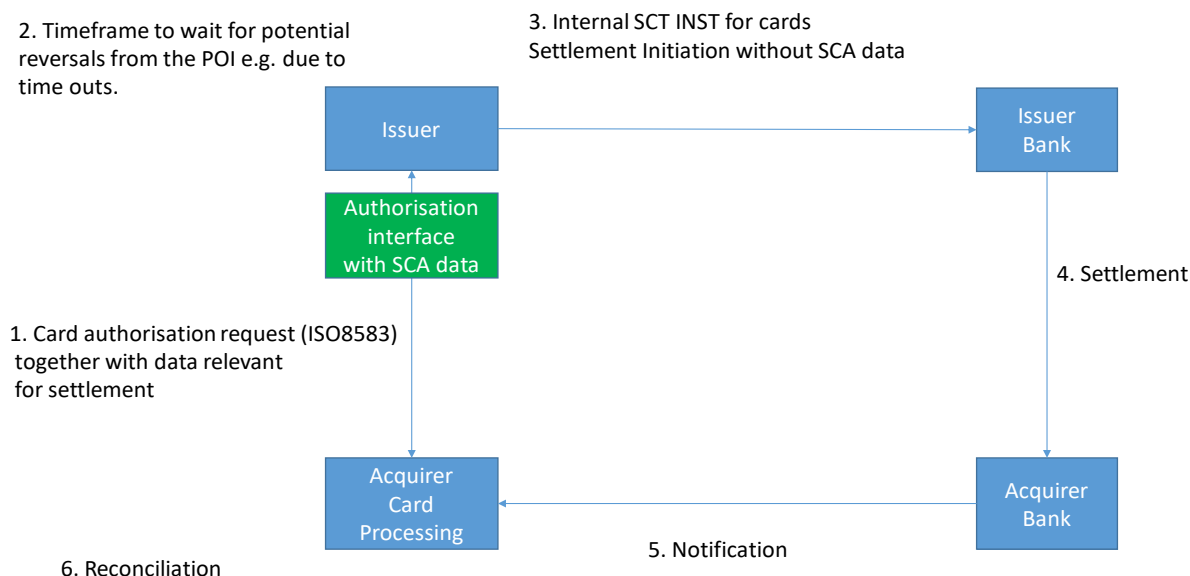 2. Timeframe to wait for potential
reversals from the POI e.g. due to
time outs.
3. Internal SCT INST for cards
Settlement Initiation without SCA data
Issuer
Issuer
Bank
Authorisation
interface
with SCA data
4. Settlement
1. Card authorisation request (ISO8583)
together with data relevant
for settlement
Acquirer
Card
Processing
Acquirer
Bank
5. Notification
6. Reconciliation